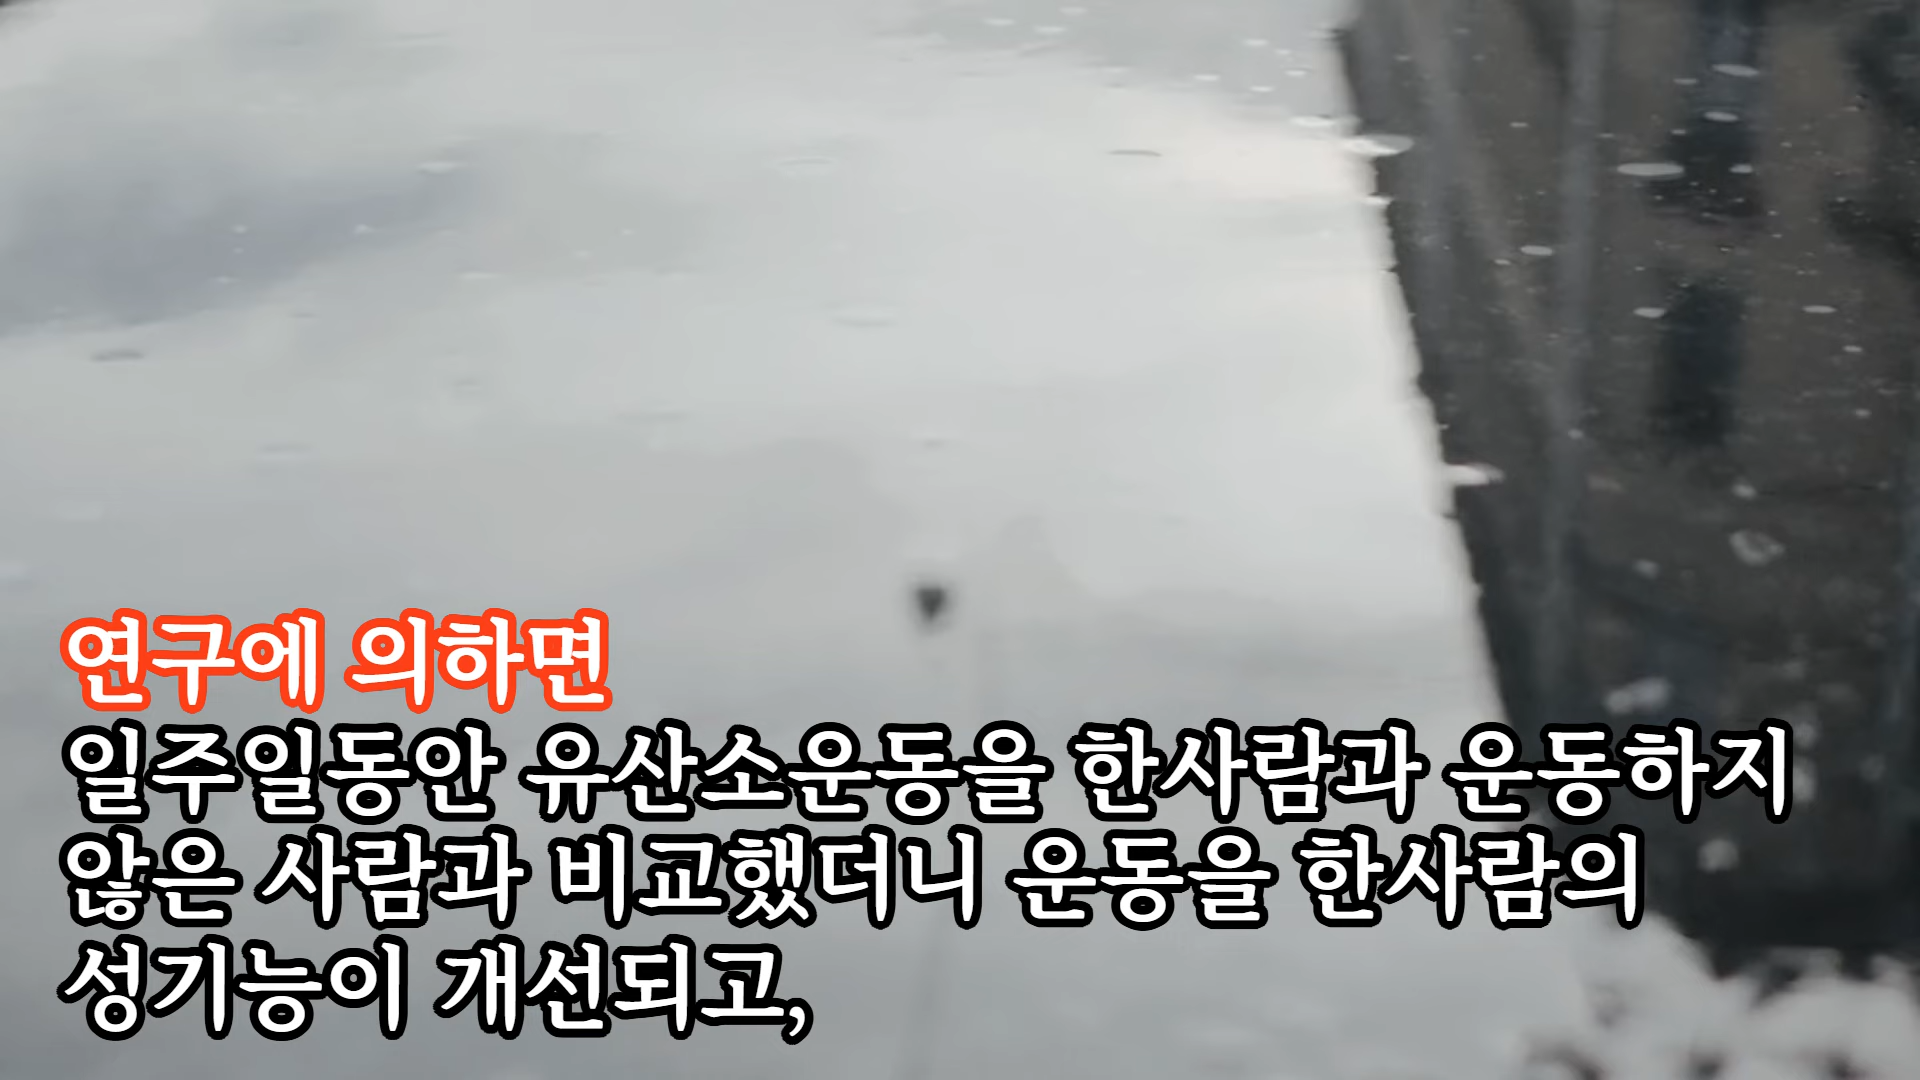 연구에 의하면
일주일동안 유산소운동을 한사람과 운동하지
않은 사람과 비교했더니 운동을 한사람의
성기능이 개선되고,